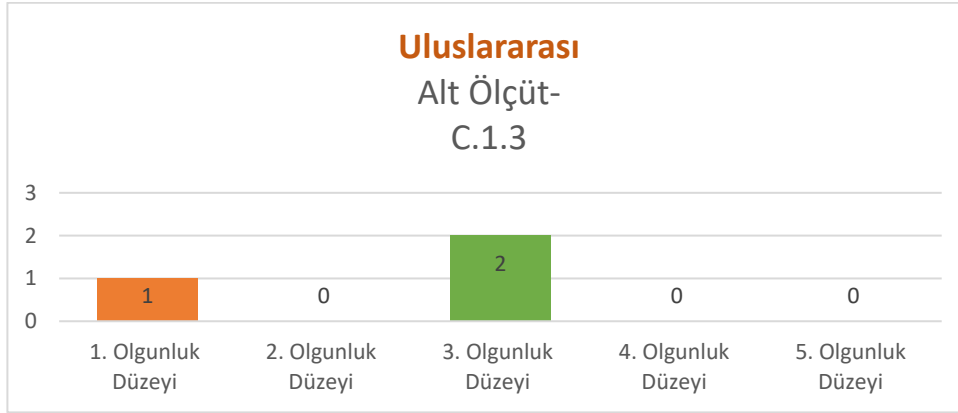 Uluslararası
Alt Ölçüt-
C.1.3
3
2
1
0
1
0
2
0
0
1. Olgunluk
Düzeyi
2. Olgunluk
Düzeyi
3. Olgunluk
Düzeyi
4. Olgunluk
Düzeyi
5. Olgunluk
Düzeyi